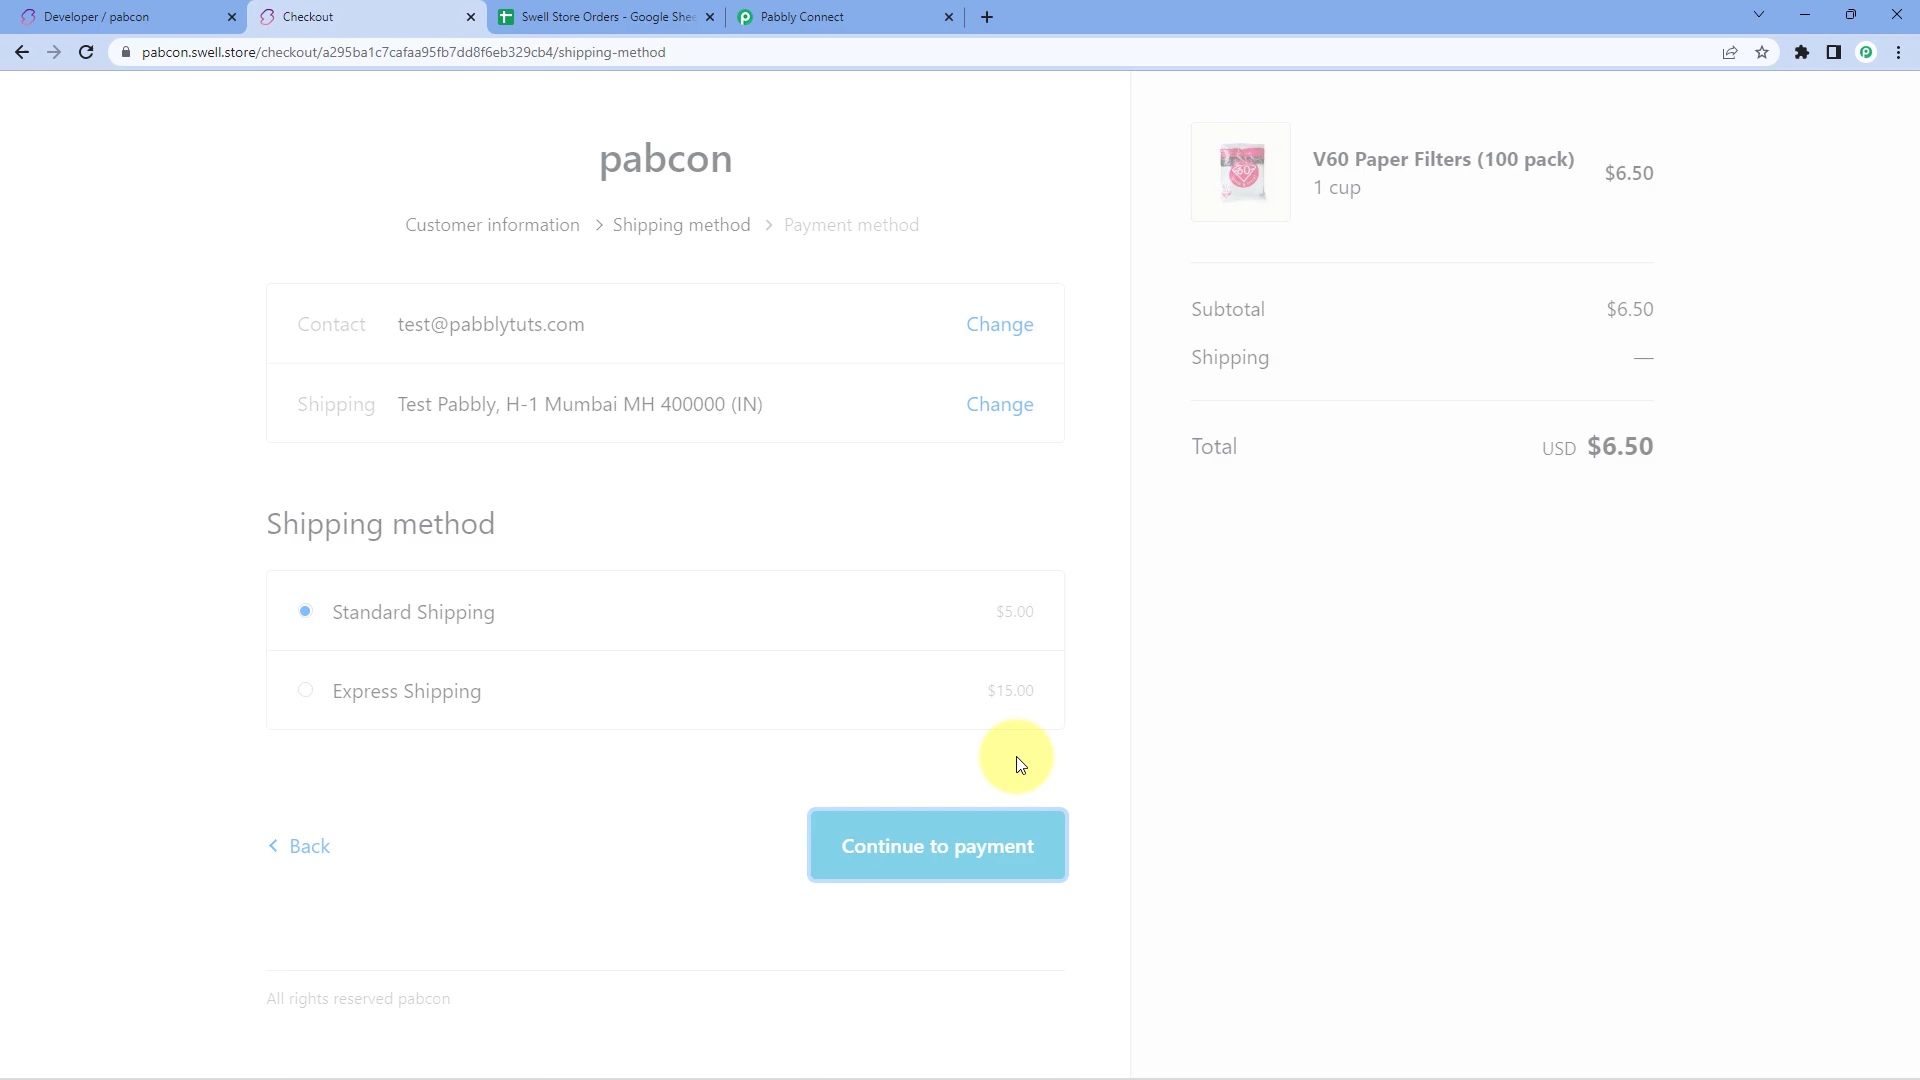 Developer / pabcon
Checkout
Swell Store Orders - Google Shee
Pabbly Connect
pabcon.swell.store/checkout/a295ba1c7cafaa95fb7dd8f6eb329cb4/shipping-method
pabcon
Customer information > Shipping method > Payment method
Contact test@pabblytuts.com Change
Shipping Test Pabbly, H-1 Mumbai MH 400000 (IN) Change
Shipping method
Standard Shipping $5.00
Express Shipping $15.00
Back
Continue to payment
All rights reserved pabcon
V60 Paper Filters (100 pack)
1 cup
$6.50
Subtotal $6.50
Shipping —
Total USD $6.50